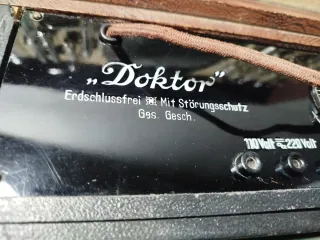 „Doktor"
Erdschlussfrei Mit Störungsschutz
Ges. Gesch.
110 Volt 220 Volt